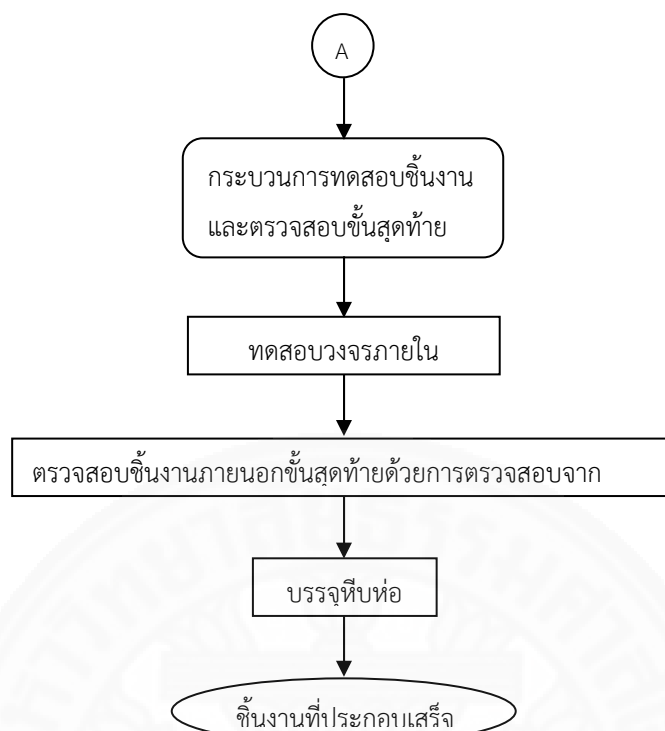 A
กระบวนการทดสอบชิ้นงาน
และตรวจสอบขั้นสุดท้าย
ทดสอบวงจรภายใน
ตรวจสอบชิ้นงานภายนอกขั้นสุดท้ายด้วยการตรวจสอบจาก
บรรจุหีบห่อ
ชิ้นงานที่ประกอบเสร็จ